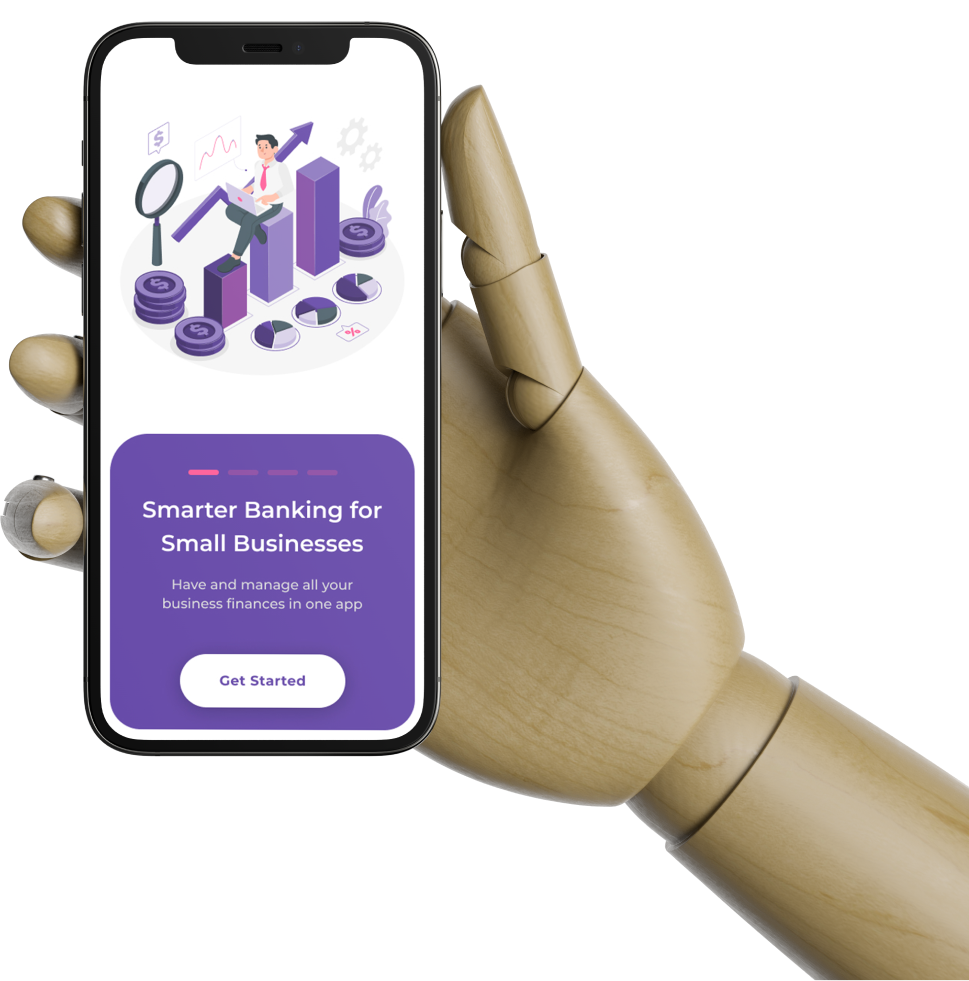 $
%
$
$
$
Smarter Banking for
Small Businesses
Have and manage all your
business finances in one app
Get Started